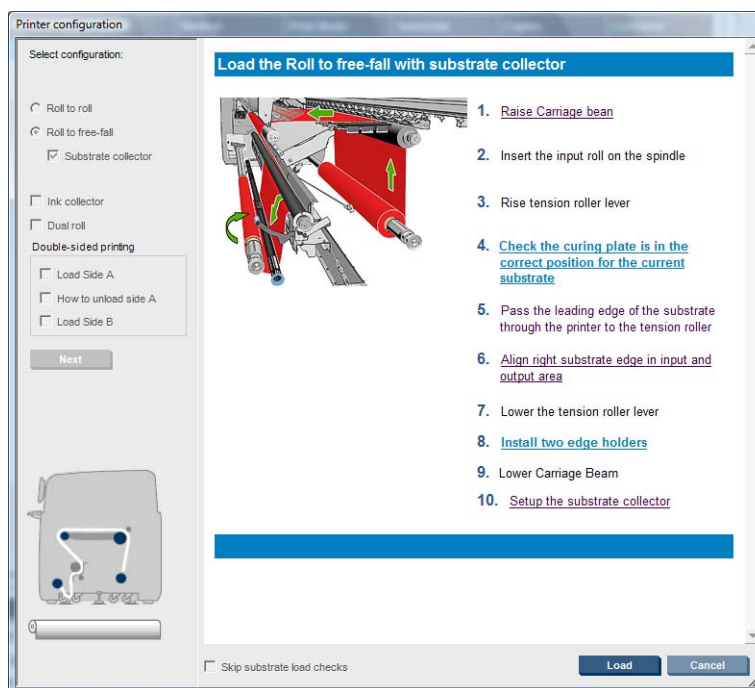 Printer configuration
Select configuration:
Roll to roll
Roll to free-fall
Substrate collector
Ink collector
Dual roll
Double-sided printing
Load Side A
How to unload side A
Load Side B
Next
Load the Roll to free-fall with substrate collector
1. Raise Carriage bean
2. Insert the input roll on the spindle
3. Rise tension roller lever
4. Check the curing plate is in the
correct position for the current
substrate
5. Pass the leading edge of the substrate
through the printer to the tension roller
6. Align right substrate edge in input and
output area
7. Lower the tension roller lever
8. Install two edge holders
9. Lower Carriage Beam
10. Setup the substrate collector
Skip substrate load checks
Load
Cancel